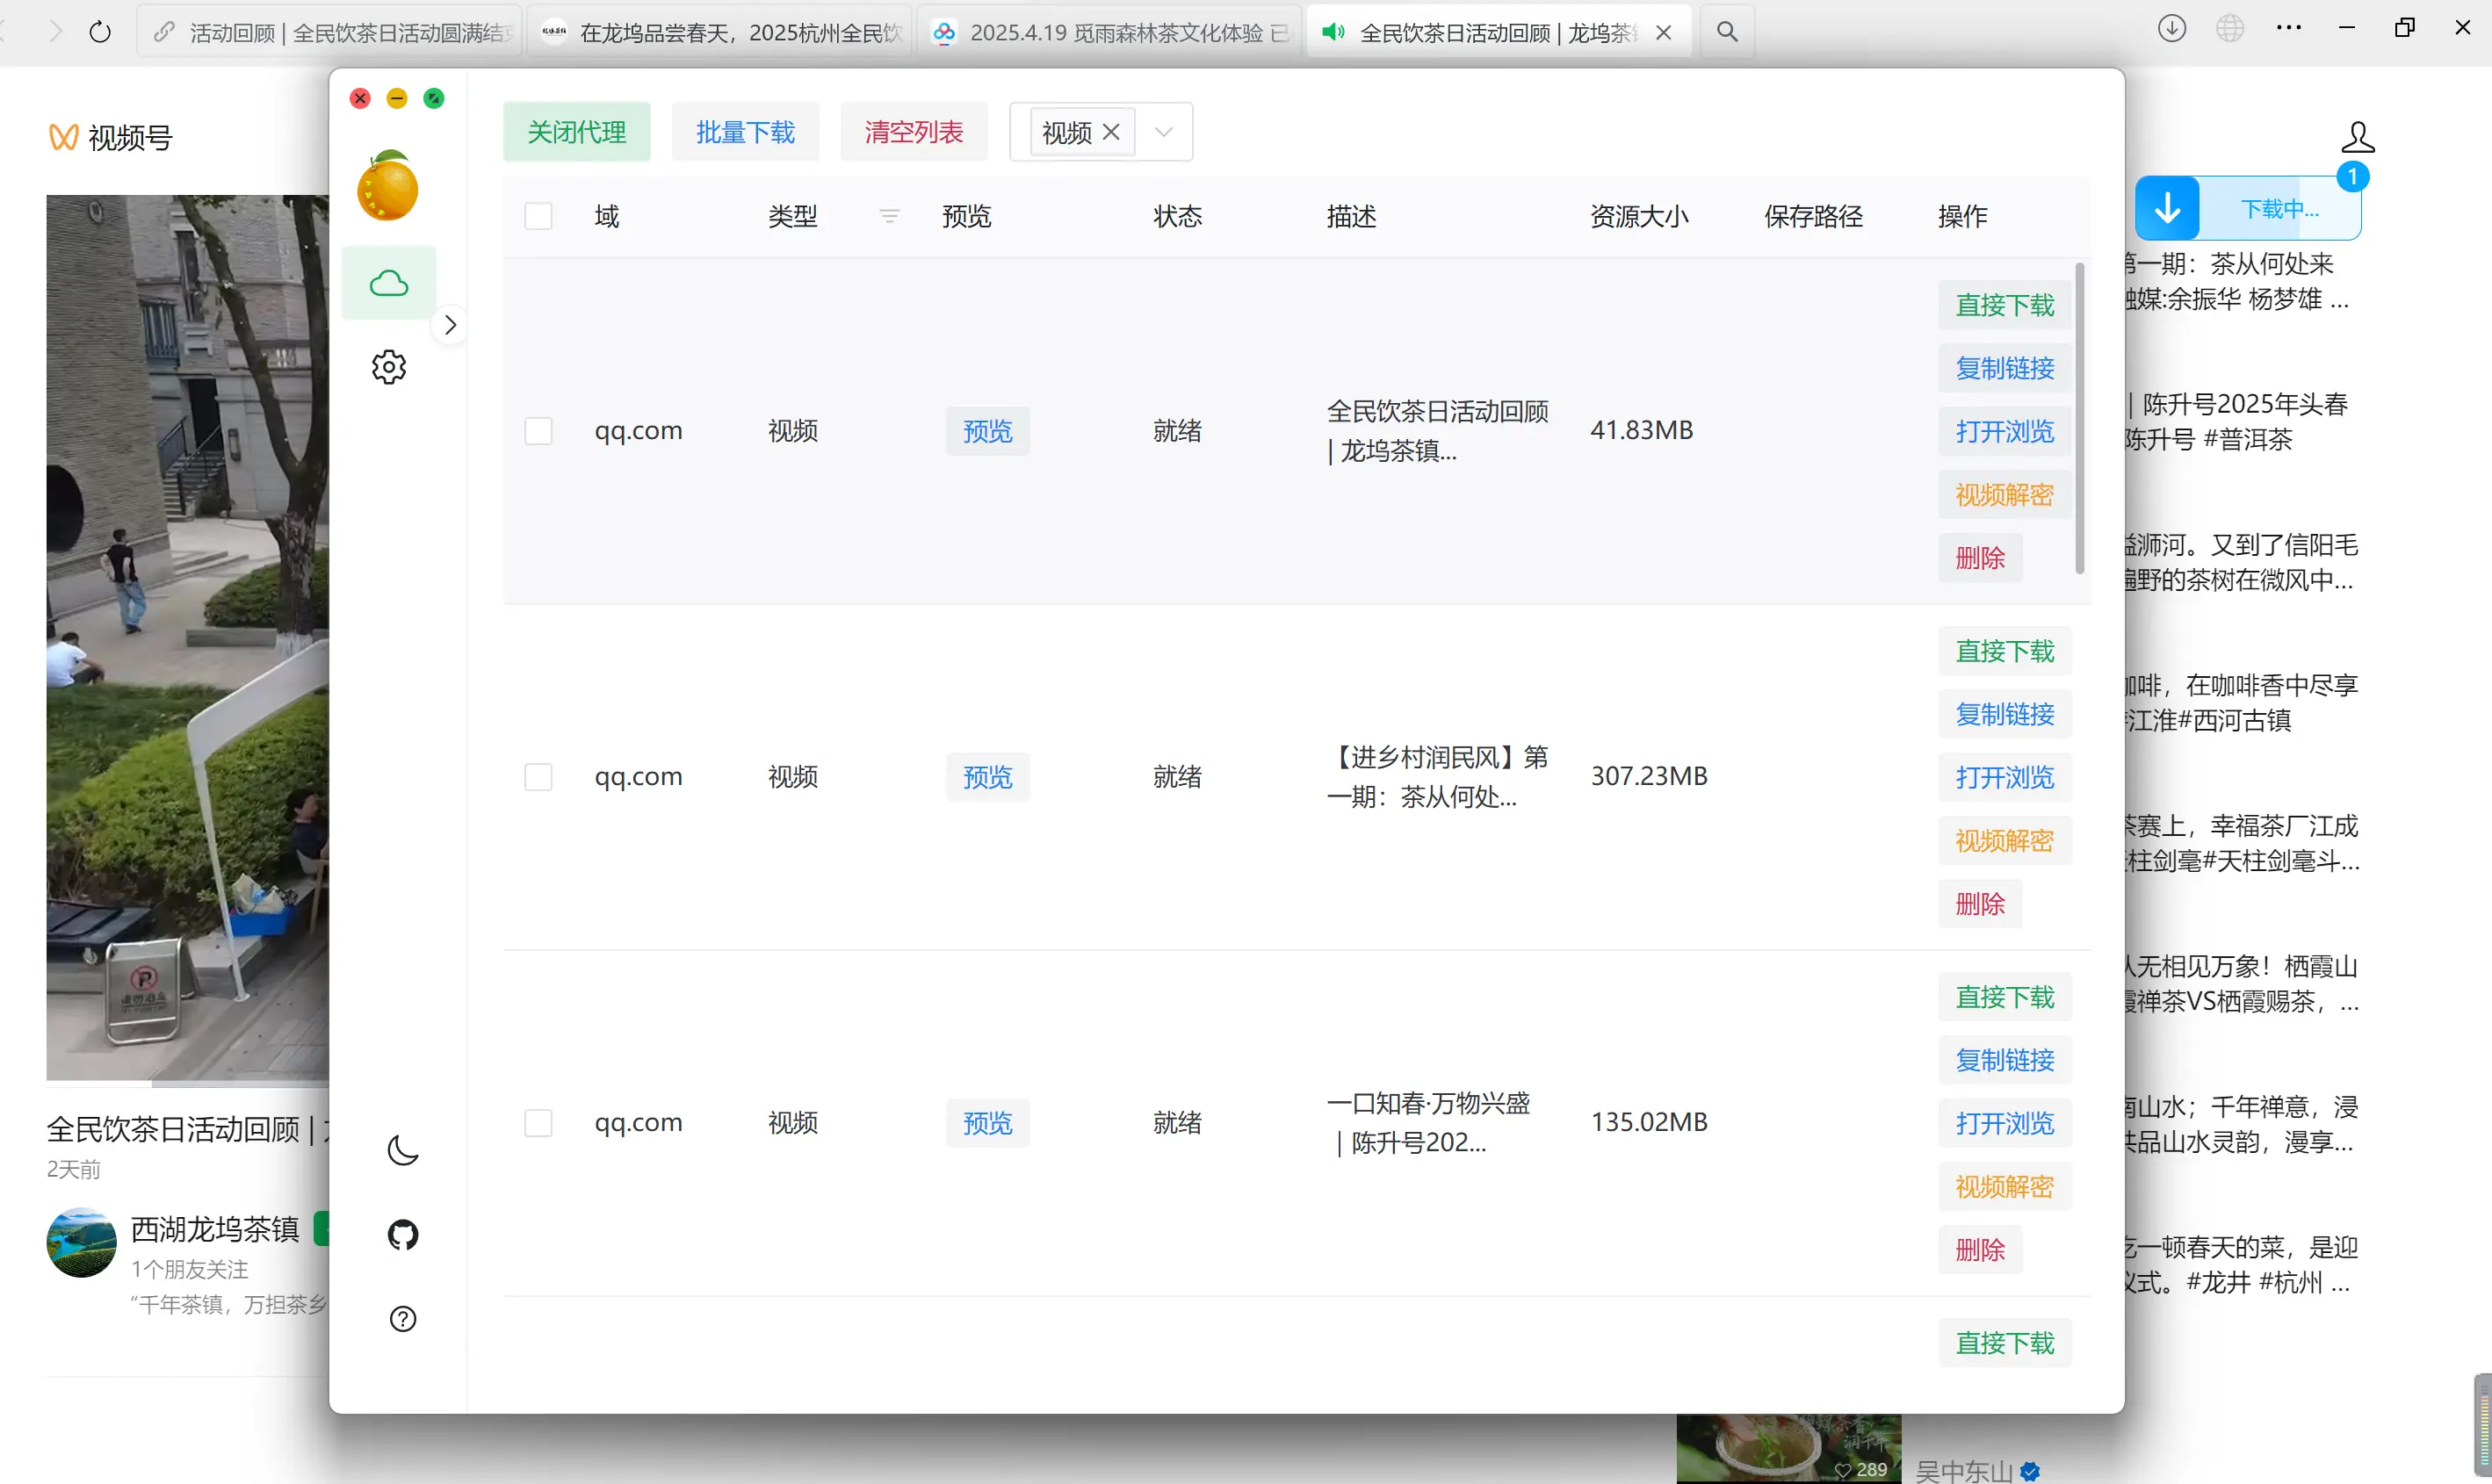 活动回顾 | 全民饮茶日活动圆满结
在龙坞品尝春天，2025杭州全民饮
2025.4.19 觅雨森林茶文化体验 已
全民饮茶日活动回顾 | 龙坞茶
视频号
关闭代理
批量下载
清空列表
视频
域 类型 预览 状态 描述 资源大小 保存路径 操作
qq.com 视频 预览 就绪
全民饮茶日活动回顾
| 龙坞茶镇...
41.83MB
直接下载
复制链接
打开浏览
视频解密
删除
qq.com 视频 预览 就绪
【进乡村润民风】第
一期：茶从何处...
307.23MB
直接下载
复制链接
打开浏览
视频解密
删除
qq.com 视频 预览 就绪
一口知春·万物兴盛
｜陈升号202...
135.02MB
直接下载
复制链接
打开浏览
视频解密
删除
直接下载
全民饮茶日活动回顾 |
2天前
西湖龙坞茶镇
1个朋友关注
“千年茶镇，万担茶乡
1
下载中...
第一期：茶从何处来
融媒:余振华 杨梦雄 ...
｜陈升号2025年头春
陈升号 #普洱茶
浉河。又到了信阳毛
遍野的茶树在微风中...
咖啡，在咖啡香中尽享
江淮#西河古镇
茶赛上，幸福茶厂江成
柱剑毫#天柱剑毫斗...
从无相见万象！栖霞山
霞禅茶VS栖霞赐茶，...
南山水；千年禅意，漫
共品山水灵韵，漫享...
吃一顿春天的菜，是迎
仪式。#龙井 #杭州 ...
润千年
289
吴中东山